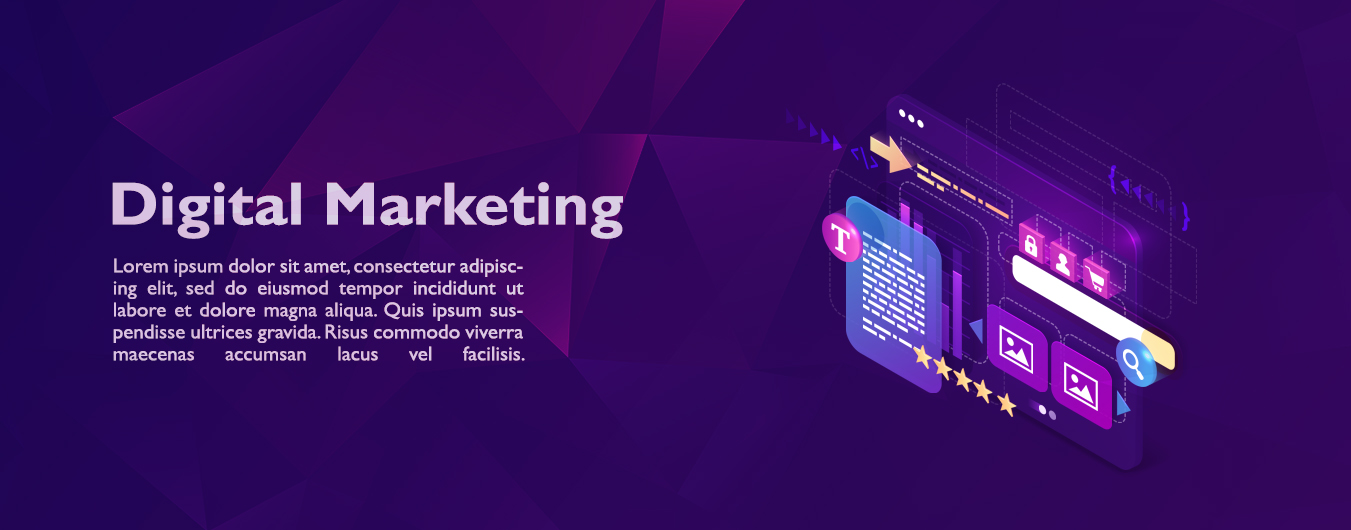 Digital Marketing
Lorem ipsum dolor sit amet, consectetur adipisc-
ing elit, sed do eiusmod tempor incididunt ut
labore et dolore magna aliqua. Quis ipsum sus-
pendisse ultrices gravida. Risus commodo viverra
maecenas accumsan lacus vel facilisis.
</>
T
{
}